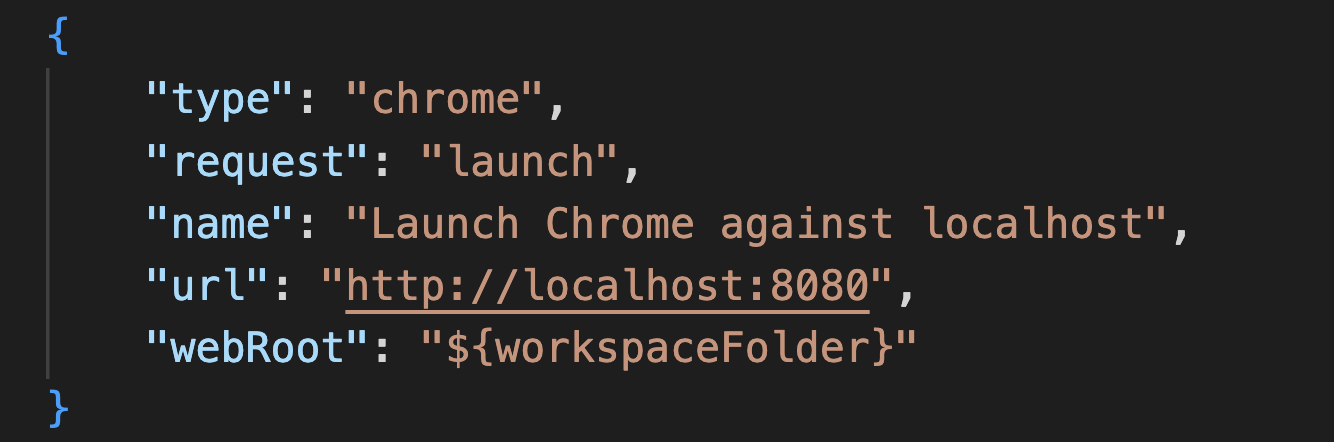 {
"type": "chrome",
"request": "launch",
"name": "Launch Chrome against localhost",
"url": "http://localhost:8080",
"webRoot": "${workspaceFolder}"
}